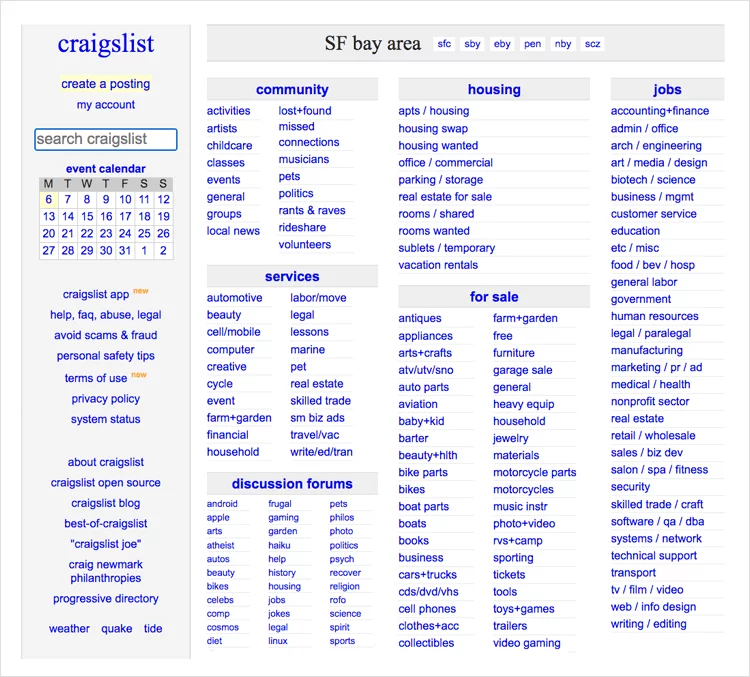 craigslist
create a posting
my account
search craigslist
event calendar
M T W T F S S
6 7 8 9 10 11 12
13 14 15 16 17 18 19
20 21 22 23 24 25 26
27 28 29 30 31 1 2
craigslist app new
help, faq, abuse, legal
avoid scams & fraud
personal safety tips
terms of use new
privacy policy
system status
about craigslist
craigslist open source
craigslist blog
best-of-craigslist
"craigslist joe"
craig newmark
philanthropies
progressive directory
weather quake tide
SF bay area sfc sby eby pen nby scz
community
activities
artists
childcare
classes
events
general
groups
local news
lost+found
missed
connections
musicians
pets
politics
rants & raves
rideshare
volunteers
services
automotive
beauty
cell/mobile
computer
creative
cycle
event
farm+garden
financial
household
labor/move
legal
lessons
marine
pet
real estate
skilled trade
sm biz ads
travel/vac
write/ed/tran
discussion forums
android
apple
arts
atheist
autos
beauty
bikes
celebs
comp
cosmos
diet
frugal
gaming
garden
haiku
help
history
housing
jobs
jokes
legal
linux
pets
philos
photo
politics
psych
recover
religion
rofo
science
spirit
sports
housing
apts / housing
housing swap
housing wanted
office / commercial
parking / storage
real estate for sale
rooms / shared
rooms wanted
sublets / temporary
vacation rentals
for sale
antiques
appliances
arts+crafts
atv/utv/sno
auto parts
aviation
baby+kid
barter
beauty+hlth
bike parts
bikes
boat parts
boats
books
business
cars+trucks
cds/dvd/vhs
cell phones
clothes+acc
collectibles
farm+garden
free
furniture
garage sale
general
heavy equip
household
jewelry
materials
motorcycle parts
motorcycles
music instr
photo+video
rvs+camp
sporting
tickets
tools
toys+games
trailers
video gaming
jobs
accounting+finance
admin / office
arch / engineering
art / media / design
biotech / science
business / mgmt
customer service
education
etc / misc
food / bev / hosp
general labor
government
human resources
legal / paralegal
manufacturing
marketing / pr / ad
medical / health
nonprofit sector
real estate
retail / wholesale
sales / biz dev
salon / spa / fitness
security
skilled trade / craft
software / qa / dba
systems / network
technical support
transport
tv / film / video
web / info design
writing / editing